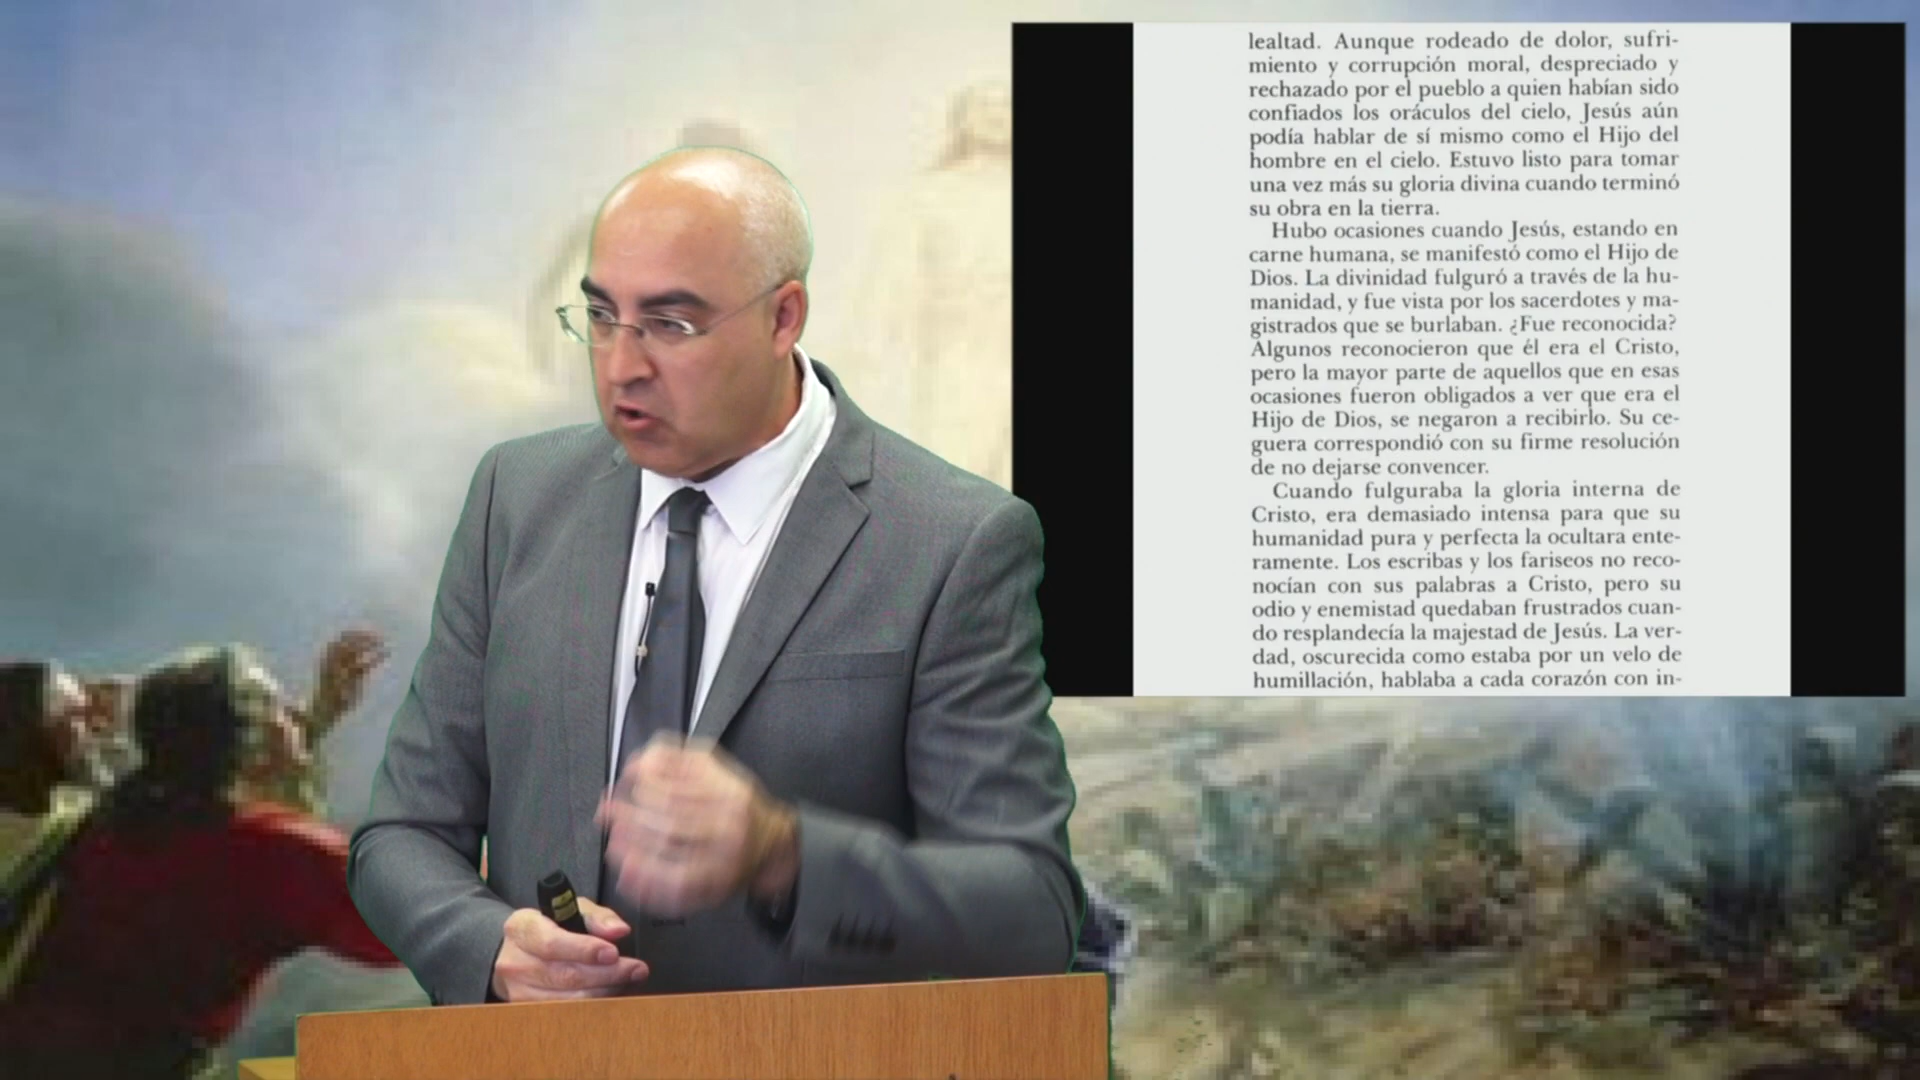 lealtad. Aunque rodeado de dolor, sufri-
miento y corrupción moral, despreciado y
rechazado por el pueblo a quien habían sido
confiados los oráculos del cielo, Jesús aún
podía hablar de sí mismo como el Hijo del
hombre en el cielo. Estuvo listo para tomar
una vez más su gloria divina cuando terminó
su obra en la tierra.
Hubo ocasiones cuando Jesús, estando en
carne humana, se manifestó como el Hijo de
Dios. La divinidad fulguró a través de la hu-
manidad, y fue vista por los sacerdotes y ma-
gistrados que se burlaban. ¿Fue reconocida?
Algunos reconocieron que él era el Cristo,
pero la mayor parte de aquellos que en esas
ocasiones fueron obligados a ver que era el
Hijo de Dios, se negaron a recibirlo. Su ce-
guera correspondió con su firme resolución
de no dejarse convencer.
Cuando fulguraba la gloria interna de
Cristo, era demasiado intensa para que su
humanidad pura y perfecta la ocultara ente-
ramente. Los escribas y los fariseos no reco-
nocían con sus palabras a Cristo, pero su
odio y enemistad quedaban frustrados cuan-
do resplandecía la majestad de Jesús. La ver-
dad, oscurecida como estaba por un velo de
humillación, hablaba a cada corazón con in-